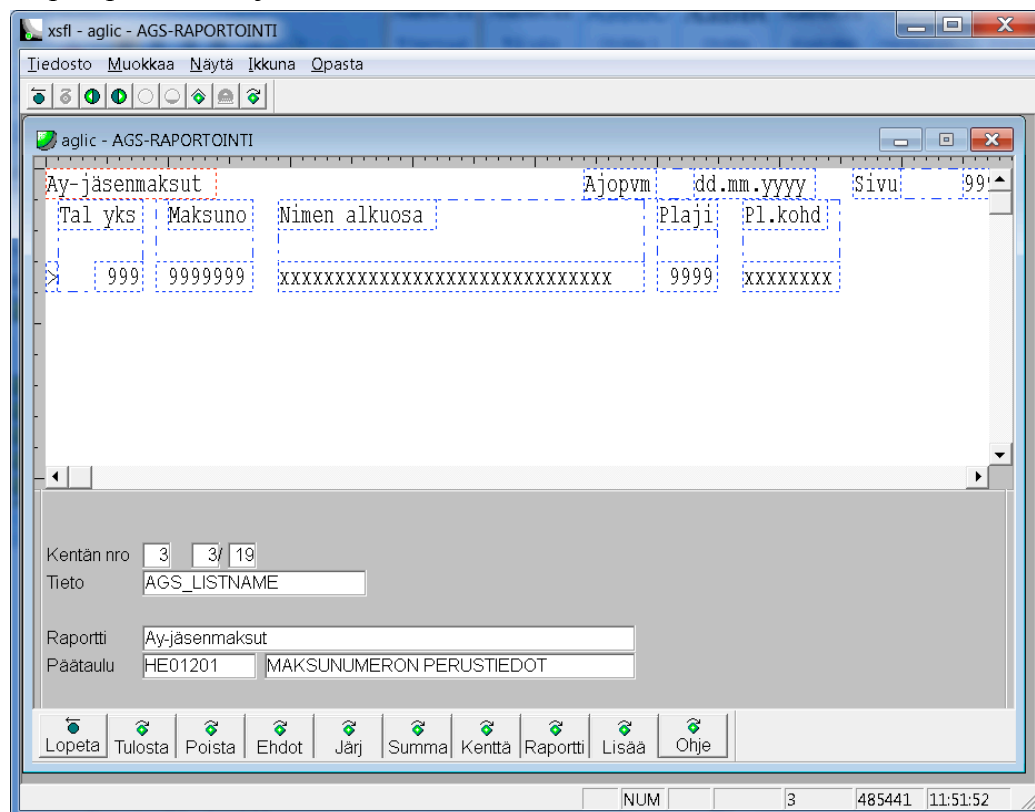 xsfl - aglic - AGS-RAPORTOINTI
Tiedosto Muokkaa Näytä Ikkuna Opasta
aglic - AGS-RAPORTOINTI
Ay-jäsenmaksut Ajopvm dd.mm.yyyy Sivu 99
Tal yks Maksuno Nimen alkuosa Plaji Pl.kohd
> 999 9999999 xxxxxxxxxxxxxxxxxxxxxxxxxxxxxx 9999 xxxxxxxx
Kentän nro 3 3/ 19
Tieto AGS_LISTNAME
Raportti Ay-jäsenmaksut
Päätaulu HE01201 MAKSUNUMERON PERUSTIEDOT
Lopeta Tulosta Poista Ehdot Järj Summa Kenttä Raportti Lisää Ohje
NUM 3 485441 11:51:52